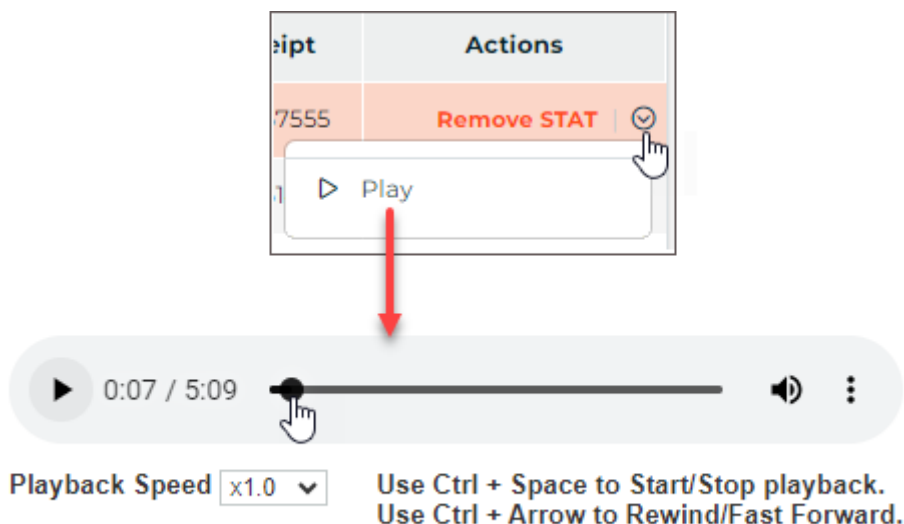 eipt Actions
7555 Remove STAT
Play
0:07 / 5:09
Playback Speed x1.0 Use Ctrl + Space to Start/Stop playback.
Use Ctrl + Arrow to Rewind/Fast Forward.